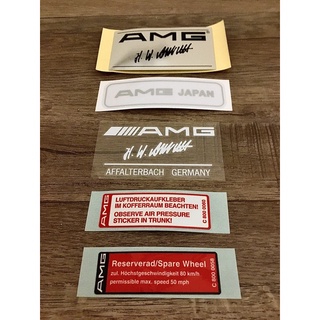 AMG
AMG JAPAN
AMG
AFFALTERBACH GERMANY
AMG
LUFTDRUCKAUFKLEBER
IM KOFFERRAUM BEACHTEN!
OBSERVE AIR PRESSURE
STICKER IN TRUNK!
AMG
Reserverad/Spare Wheel
zul. Höchstgeschwindigkeit 80 km/h
permissible max. speed 50 mph